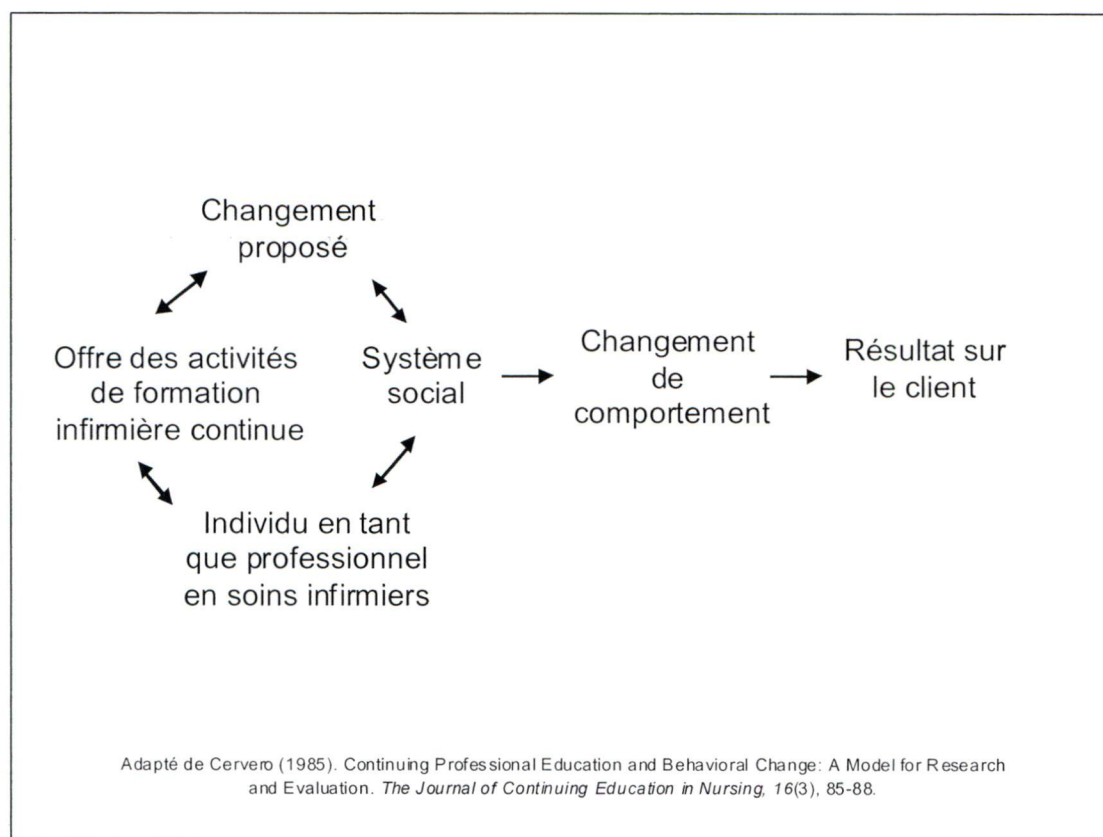 Changement
proposé
Offre des activités
de formation
infirmière continue
Système
social
Changement
de
comportement
Résultat sur
le client
Individu en tant
que professionnel
en soins infirmiers
Adapté de Cervero (1985). Continuing Professional Education and Behavioral Change: A Model for Research
and Evaluation. The Journal of Continuing Education in Nursing, 16(3), 85-88.